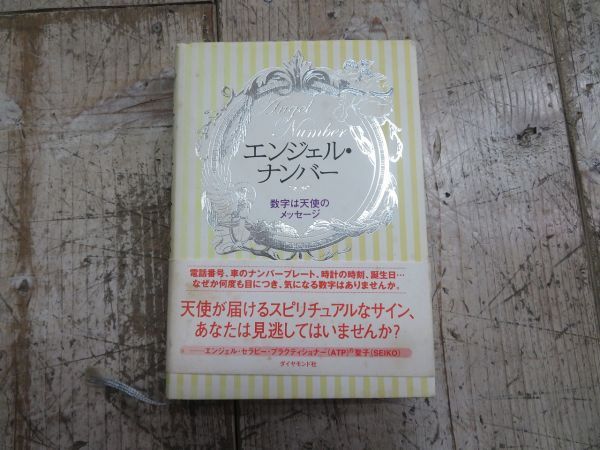 Angel
Number
エンジェル・
ナンバー
数字は天使の
メッセージ
電話番号、車のナンバープレート、時計の時刻、誕生日…
なぜか何度も目につき、気になる数字はありませんか。
天使が届けるスピリチュアルなサイン、
あなたは見逃してはいませんか?
エンジェル・セラピー・プラクティショナー(ATP)® 聖子(SEIKO)
ダイヤモンド社